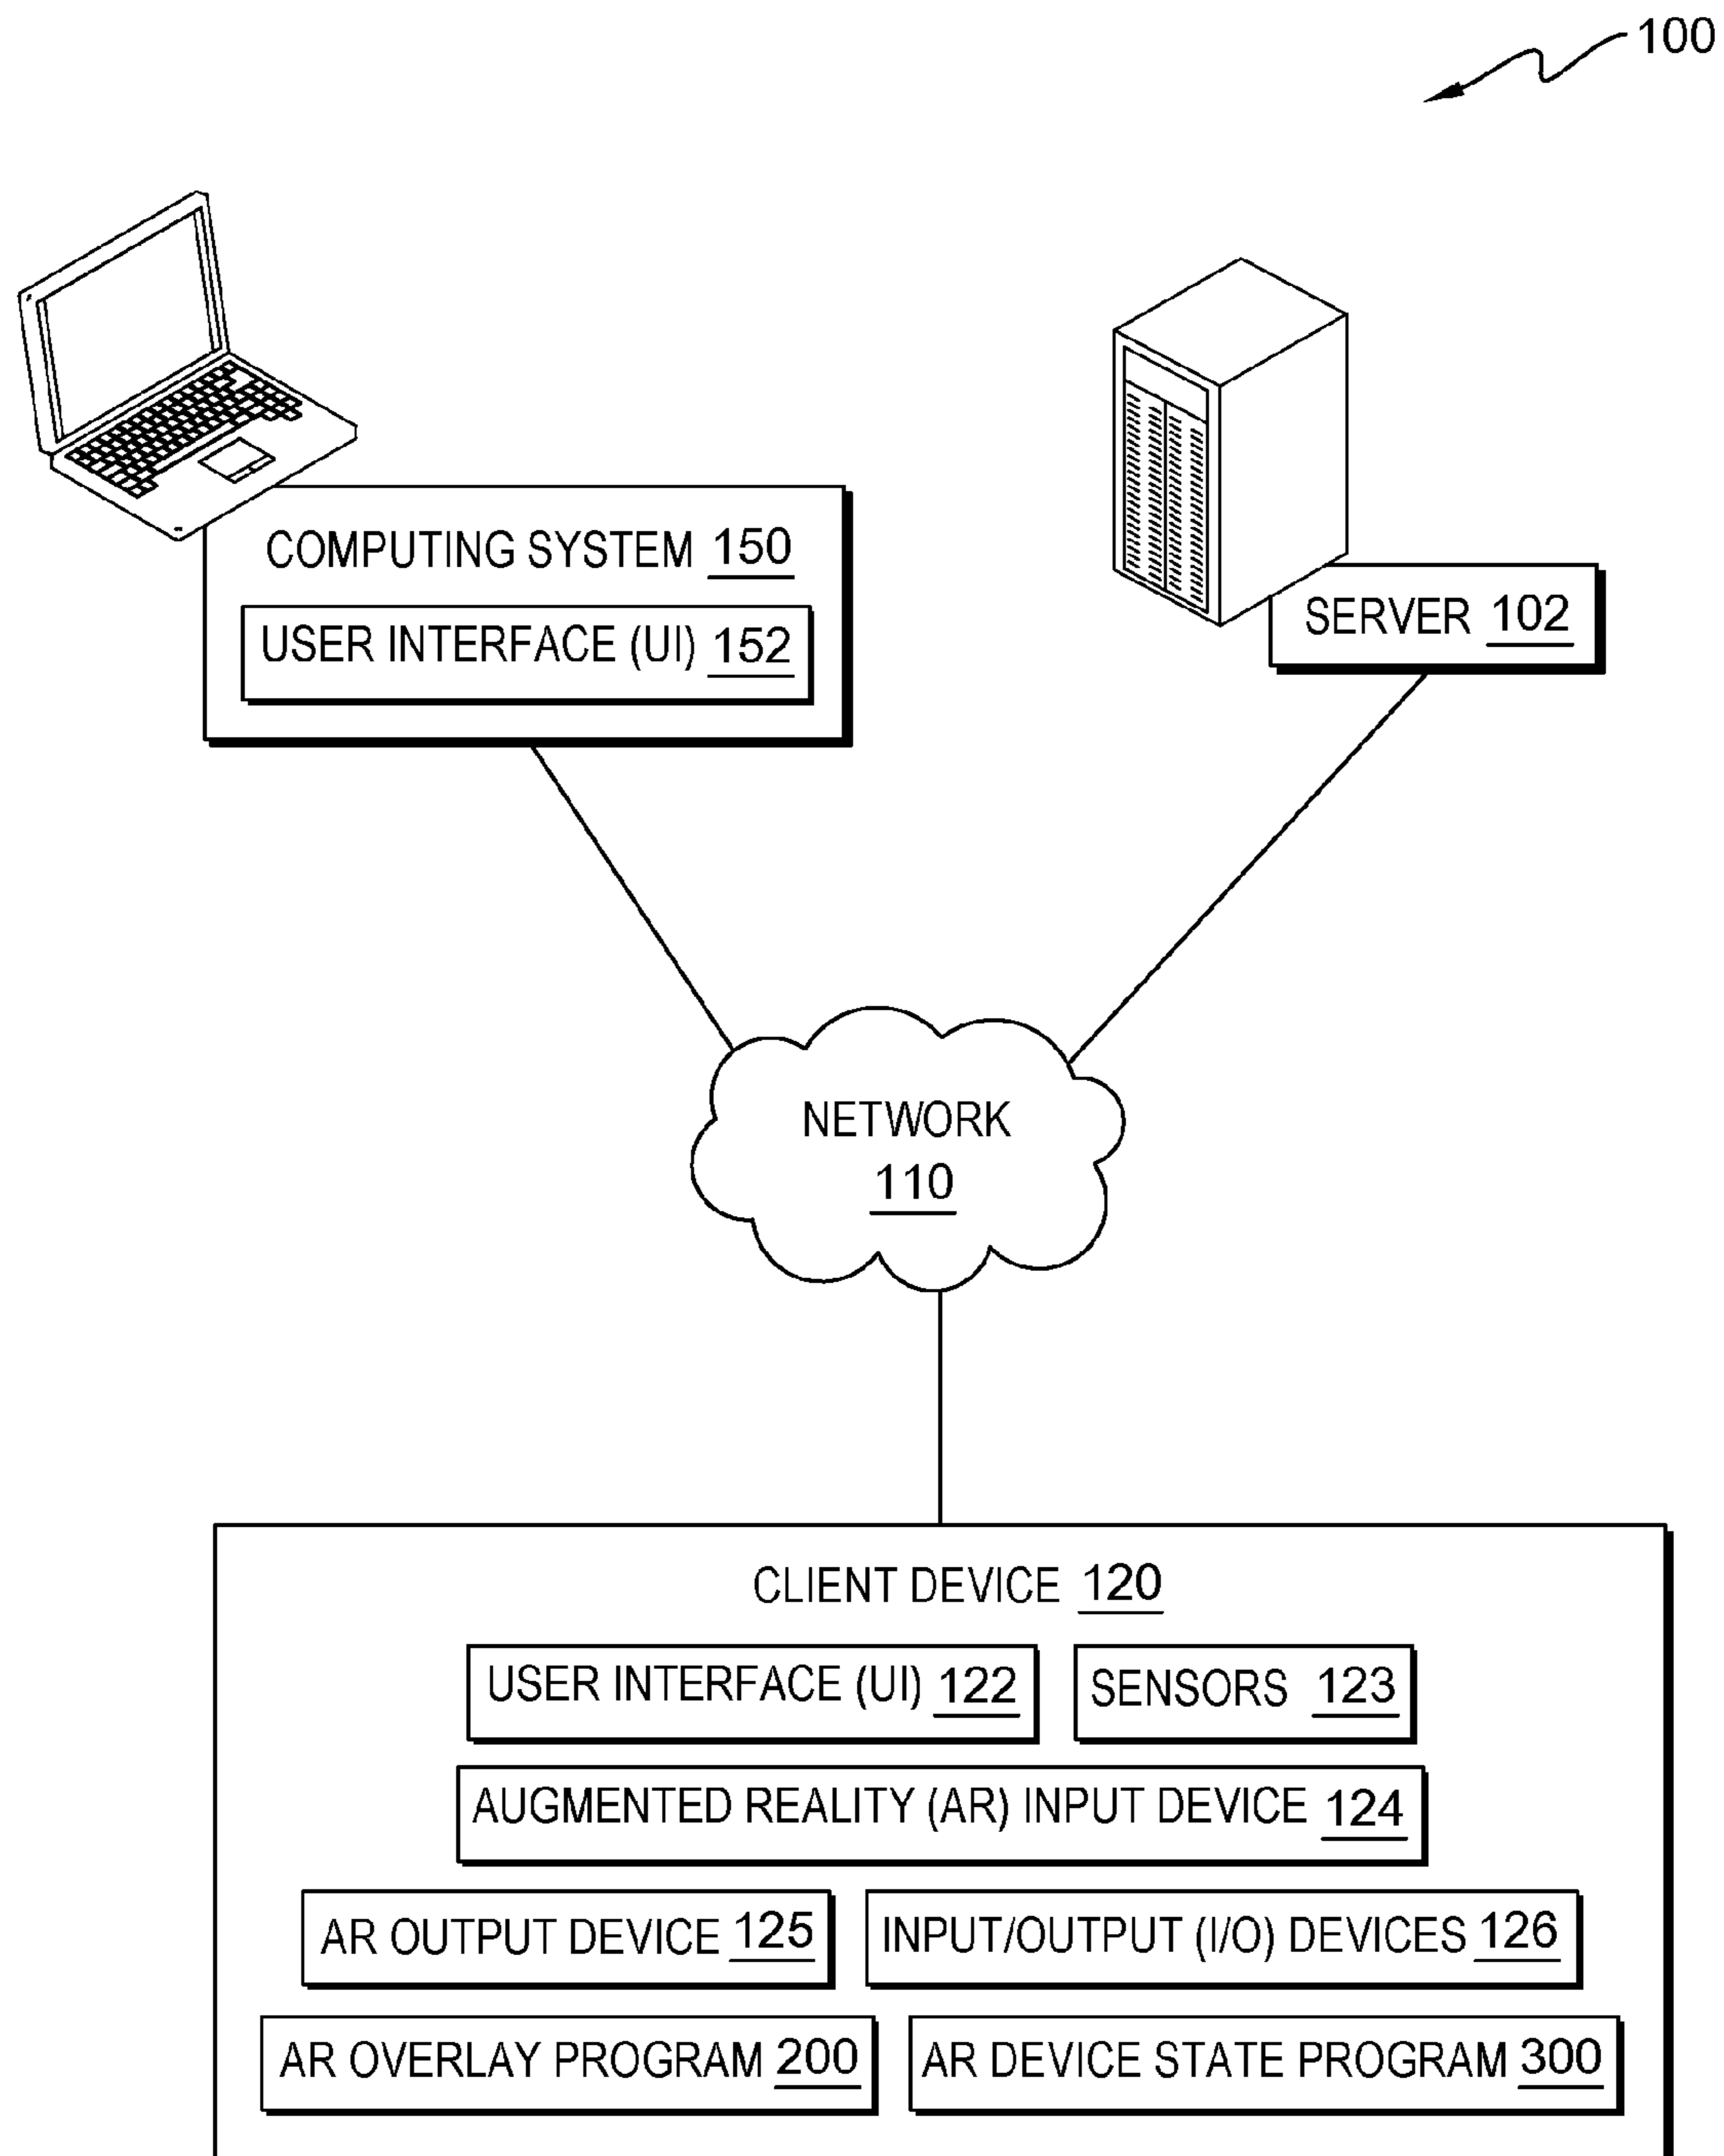 100
COMPUTING SYSTEM 150
USER INTERFACE (UI) 152
SERVER 102
NETWORK
110
CLIENT DEVICE 120
USER INTERFACE (UI) 122
SENSORS 123
AUGMENTED REALITY (AR) INPUT DEVICE 124
AR OUTPUT DEVICE 125
INPUT/OUTPUT (I/O) DEVICES 126
AR OVERLAY PROGRAM 200
AR DEVICE STATE PROGRAM 300